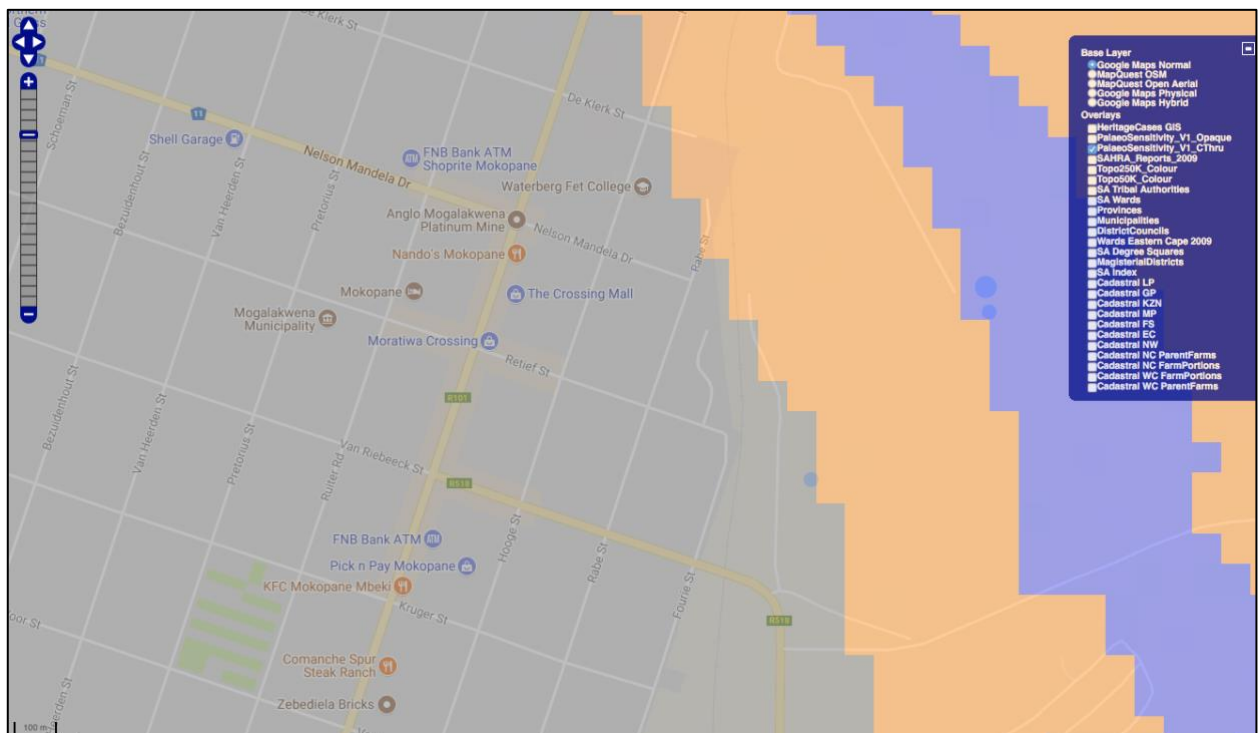 De Klerk St
11
Shell Garage
Schoeman St
Bezuidenhout St
Van Heerden St
Pretorius St
Nelson Mandela Dr
FNB Bank ATM
Shoprite Mokopane
De Klerk St
Waterberg Fet College
Anglo Mogalakwena
Platinum Mine
Nelson Mandela Dr
Rabe St
Nando's Mokopane
Mokopane
The Crossing Mall
Mogalakwena
Municipality
Moratiwa Crossing
Retief St
R101
Bezuidenhout St
Van Heerden St
Pretorius St
Ruiter Rd
Van Riebeeck St
R518
Hooge St
Rabe St
Fourie St
FNB Bank ATM
ATM
Pick n Pay Mokopane
KFC Mokopane Mbeki
Kruger St
R518
Comanche Spur
Steak Ranch
Zebediela Bricks
100 m
Base Layer
Google Maps Normal
MapQuest OSM
MapQuest Open Aerial
Google Maps Physical
Google Maps Hybrid
Overlays
HeritageCases GIS
PalaeoSensitivity_V1_Opaque
PalaeoSensitivity_V1_CThru
SAHRA_Reports_2009
Topo250K_Colour
Topo50K_Colour
SA Tribal Authorities
SA Wards
Provinces
Municipalities
DistrictCouncils
Wards Eastern Cape 2009
SA Degree Squares
MagisterialDistricts
SA Index
Cadastral LP
Cadastral GP
Cadastral KZN
Cadastral MP
Cadastral FS
Cadastral EC
Cadastral NW
Cadastral NC ParentFarms
Cadastral NC FarmPortions
Cadastral WC FarmPortions
Cadastral WC ParentFarms